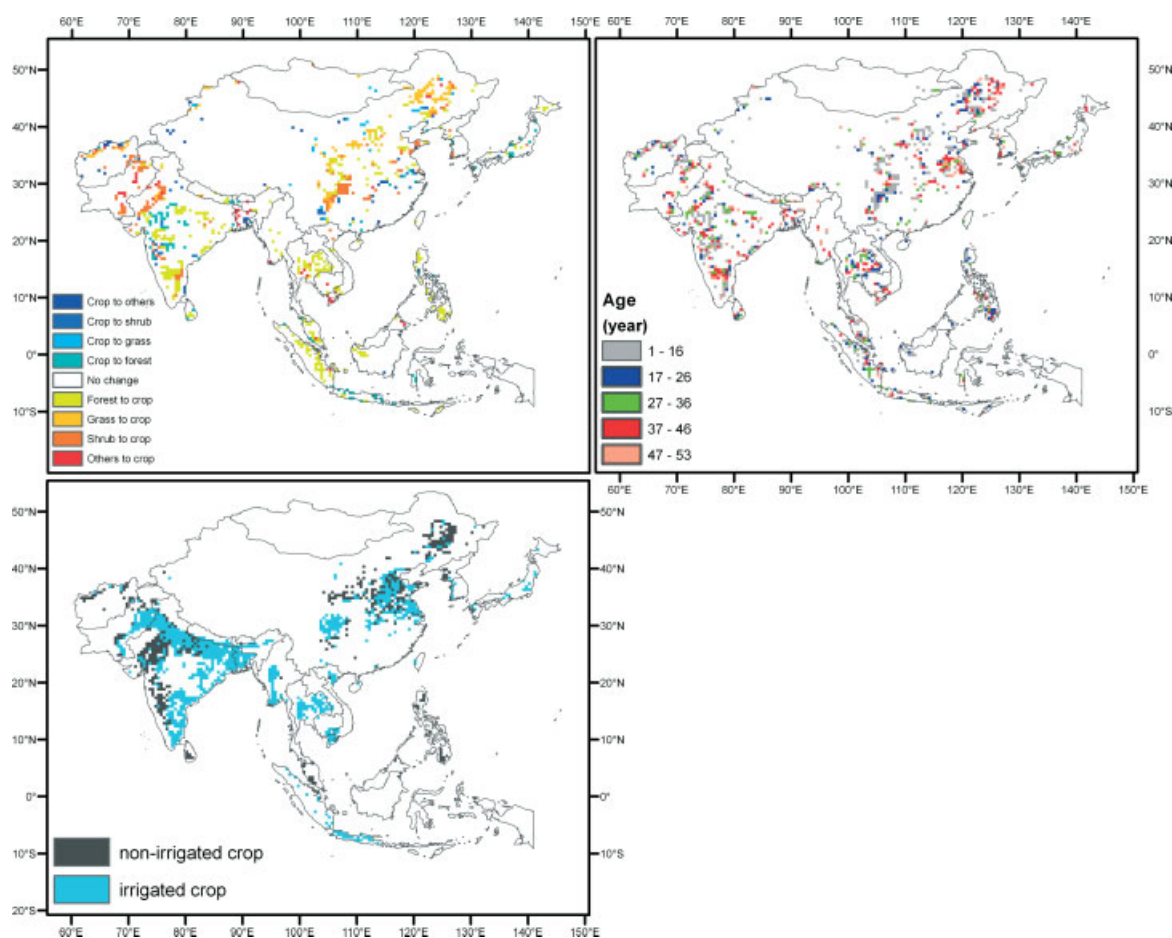 60°E 70°E 80°E 90°E 100°E 110°E 120°E 130°E 140°E
60°E 70°E 80°E 90°E 100°E 110°E 120°E 130°E 140°E
50°N
40°N
30°N
20°N
10°N
0°
10°S
Crop to others
Crop to shrub
Crop to grass
Crop to forest
No change
Forest to crop
Grass to crop
Shrub to crop
Others to crop
50°N
40°N
30°N
20°N
10°N
0°
10°S
Age
(year)
1 - 16
17 - 26
27 - 36
37 - 46
47 - 53
60°E 70°E 80°E 90°E 100°E 110°E 120°E 130°E 140°E 150°E
50°N
40°N
30°N
20°N
10°N
0°
10°S
20°S
30°N
20°N
10°N
0°
10°S
non-irrigated crop
irrigated crop
60°E 70°E 80°E 90°E 100°E 110°E 120°E 130°E 140°E 150°E